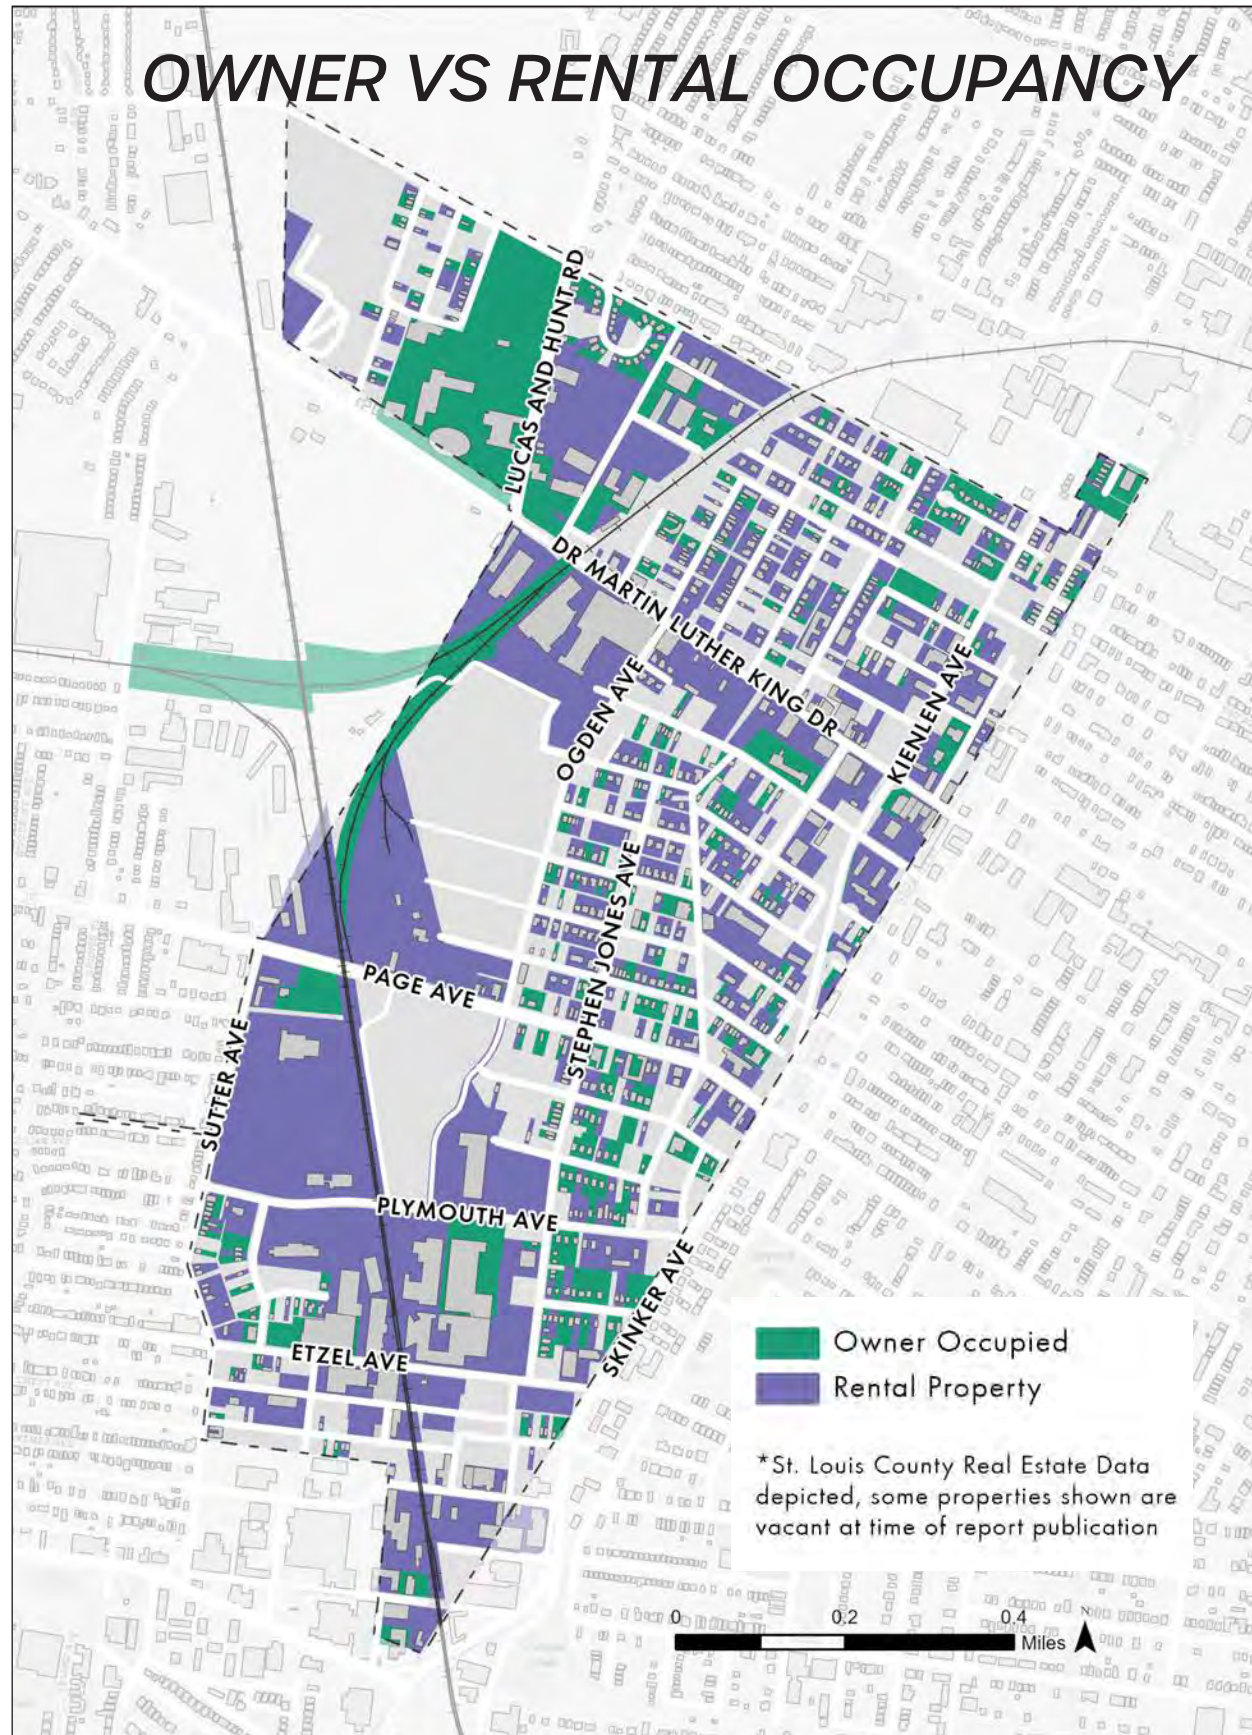 OWNER VS RENTAL OCCUPANCY
LUCAS AND HUNT RD
DR MARTIN LUTHER KING DR
OGDEN AVE
KIENLEN AVE
STEPHEN JONES AVE
PAGE AVE
SUTTER AVE
PLYMOUTH AVE
SKINKER AVE
ETZEL AVE
Owner Occupied
Rental Property
*St. Louis County Real Estate Data
depicted, some properties shown are
vacant at time of report publication
0 0.2 0.4
Miles
N